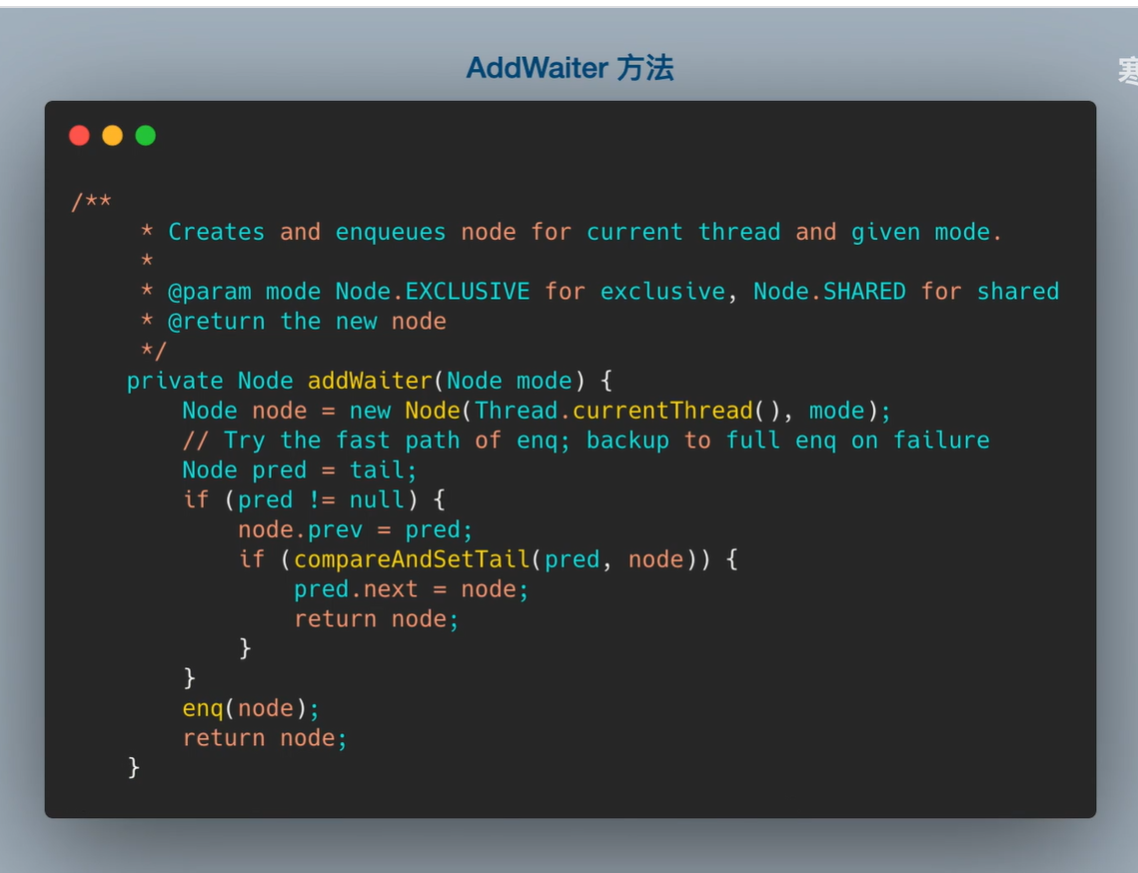 AddWaiter 方法
寒
/**
     * Creates and enqueues node for current thread and given mode.
     *
     * @param mode Node.EXCLUSIVE for exclusive, Node.SHARED for shared
     * @return the new node
     */
    private Node addWaiter(Node mode) {
        Node node = new Node(Thread.currentThread(), mode);
        // Try the fast path of enq; backup to full enq on failure
        Node pred = tail;
        if (pred != null) {
            node.prev = pred;
            if (compareAndSetTail(pred, node)) {
                pred.next = node;
                return node;
            }
        }
        enq(node);
        return node;
    }